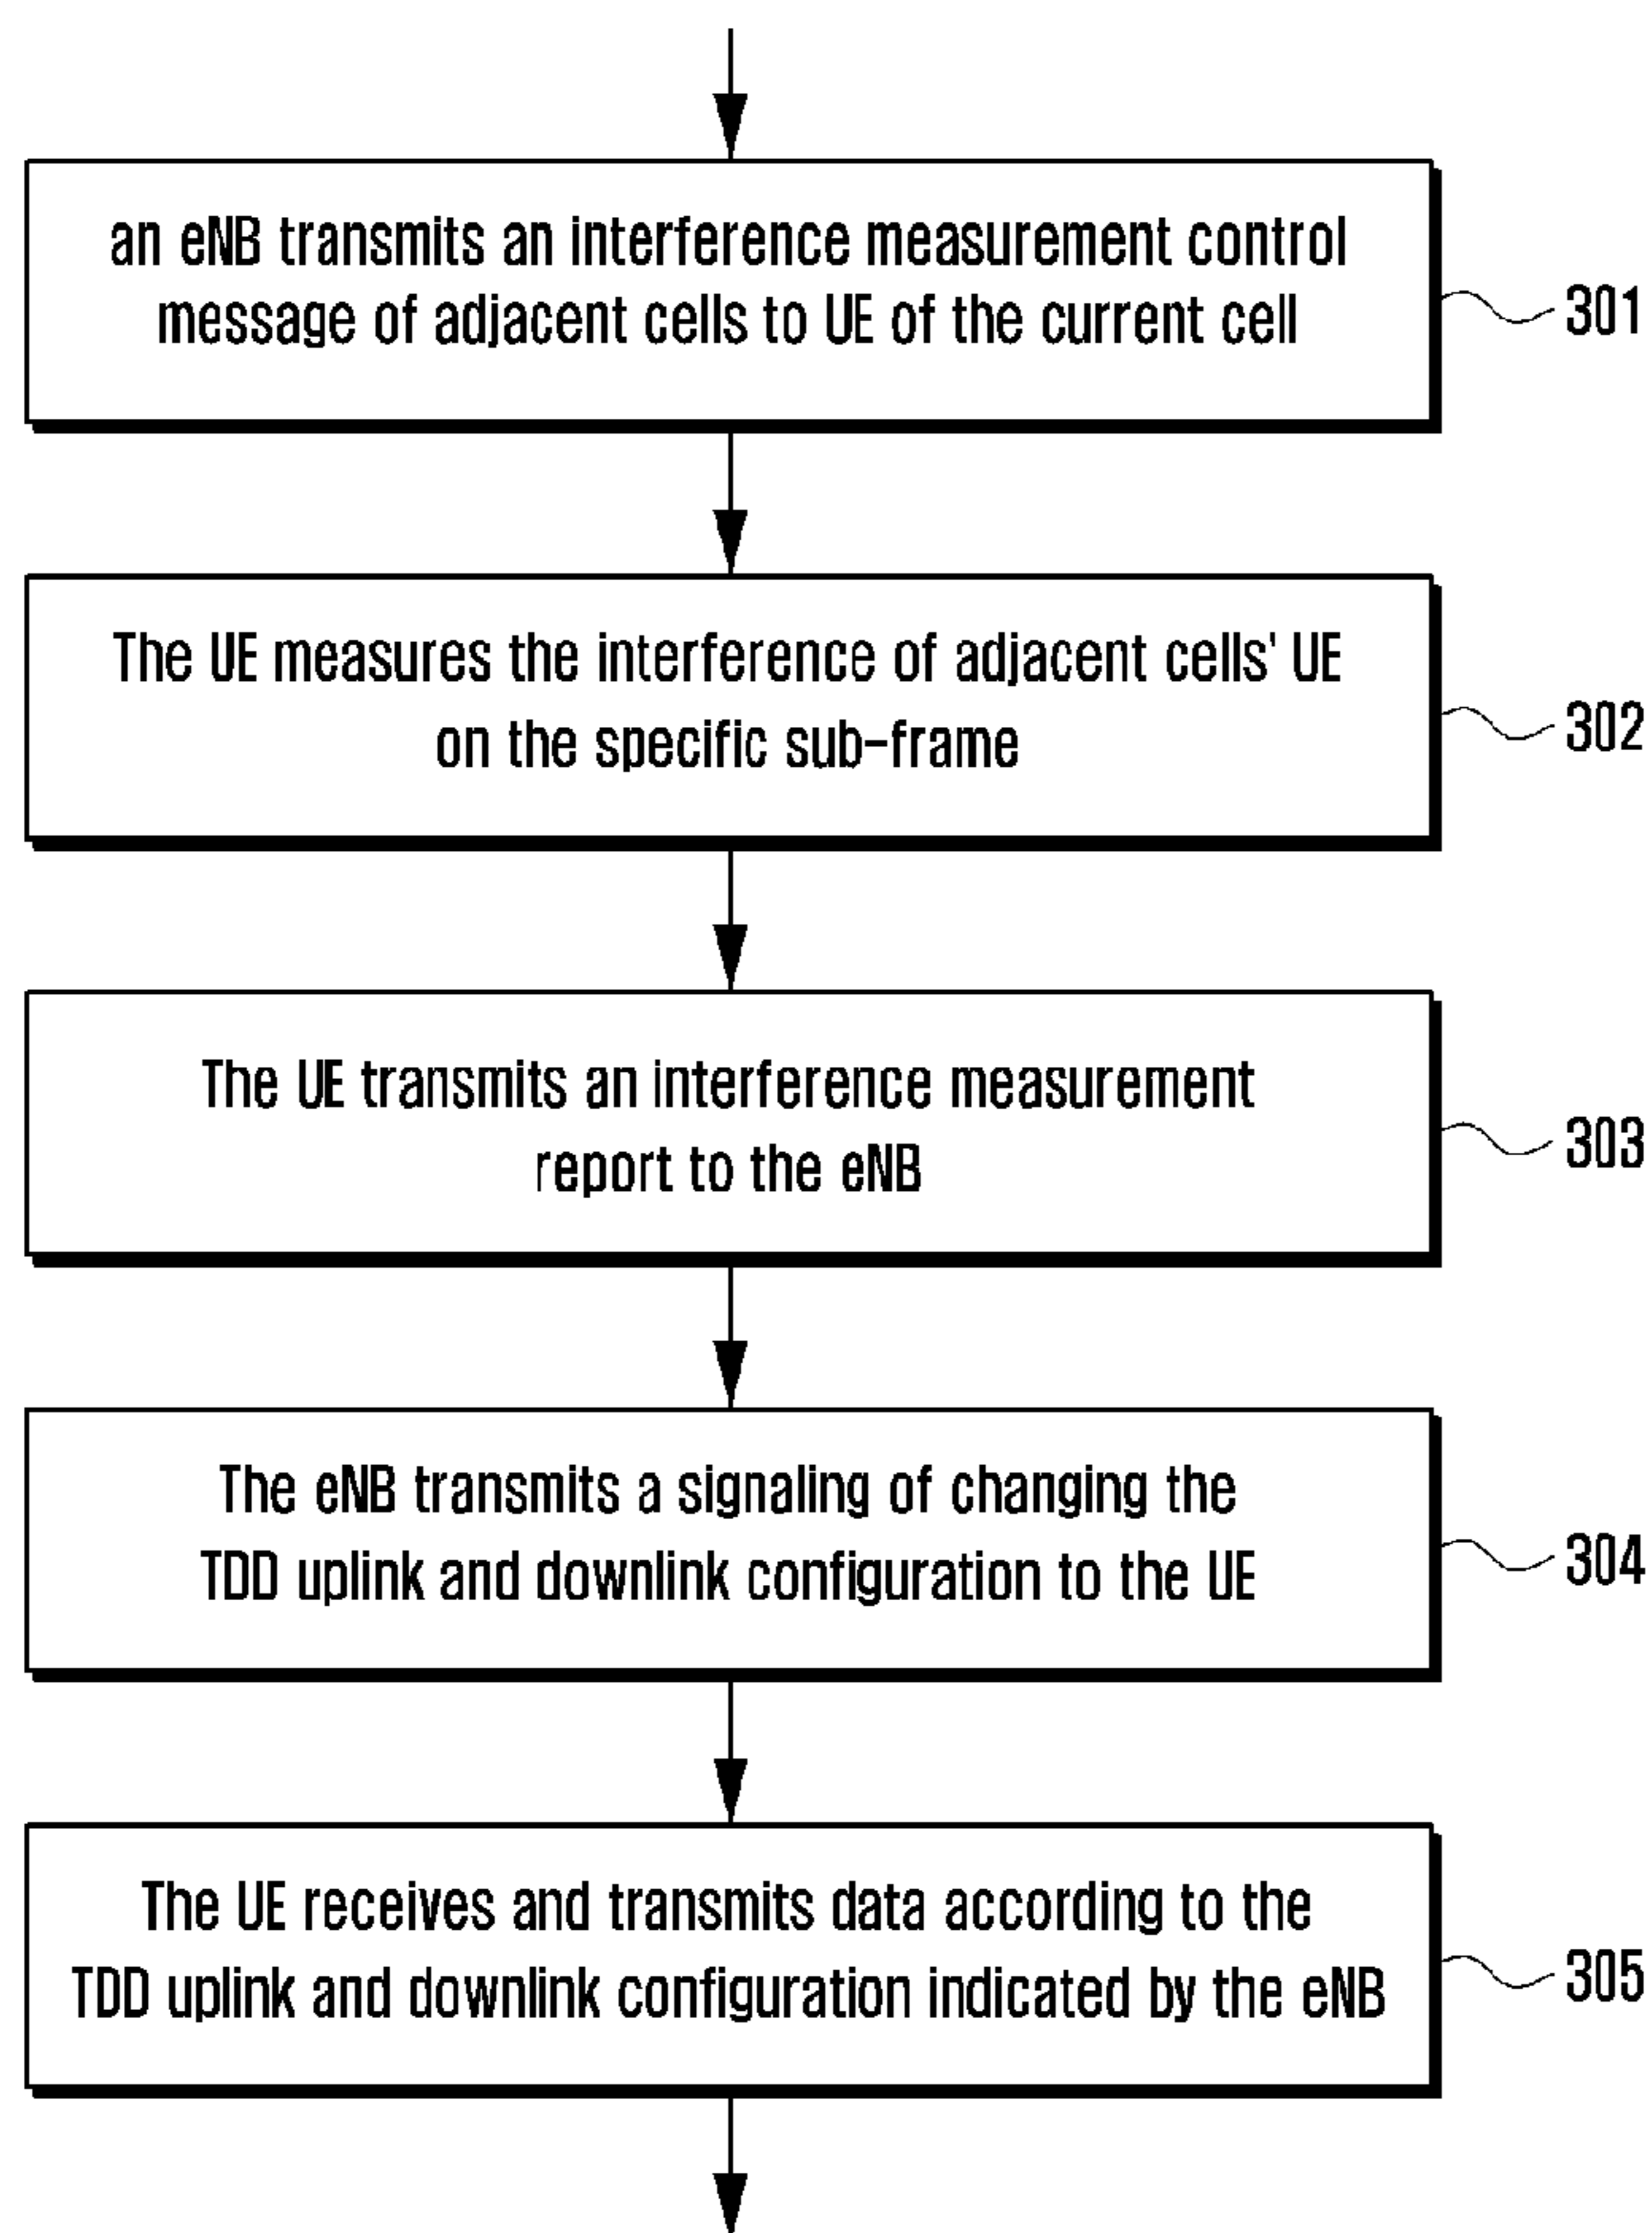 an eNB transmits an interference measurement control
message of adjacent cells to UE of the current cell
301
The UE measures the interference of adjacent cells' UE
on the specific sub-frame
302
The UE transmits an interference measurement
report to the eNB
303
The eNB transmits a signaling of changing the
TDD uplink and downlink configuration to the UE
304
The UE receives and transmits data according to the
TDD uplink and downlink configuration indicated by the eNB
305